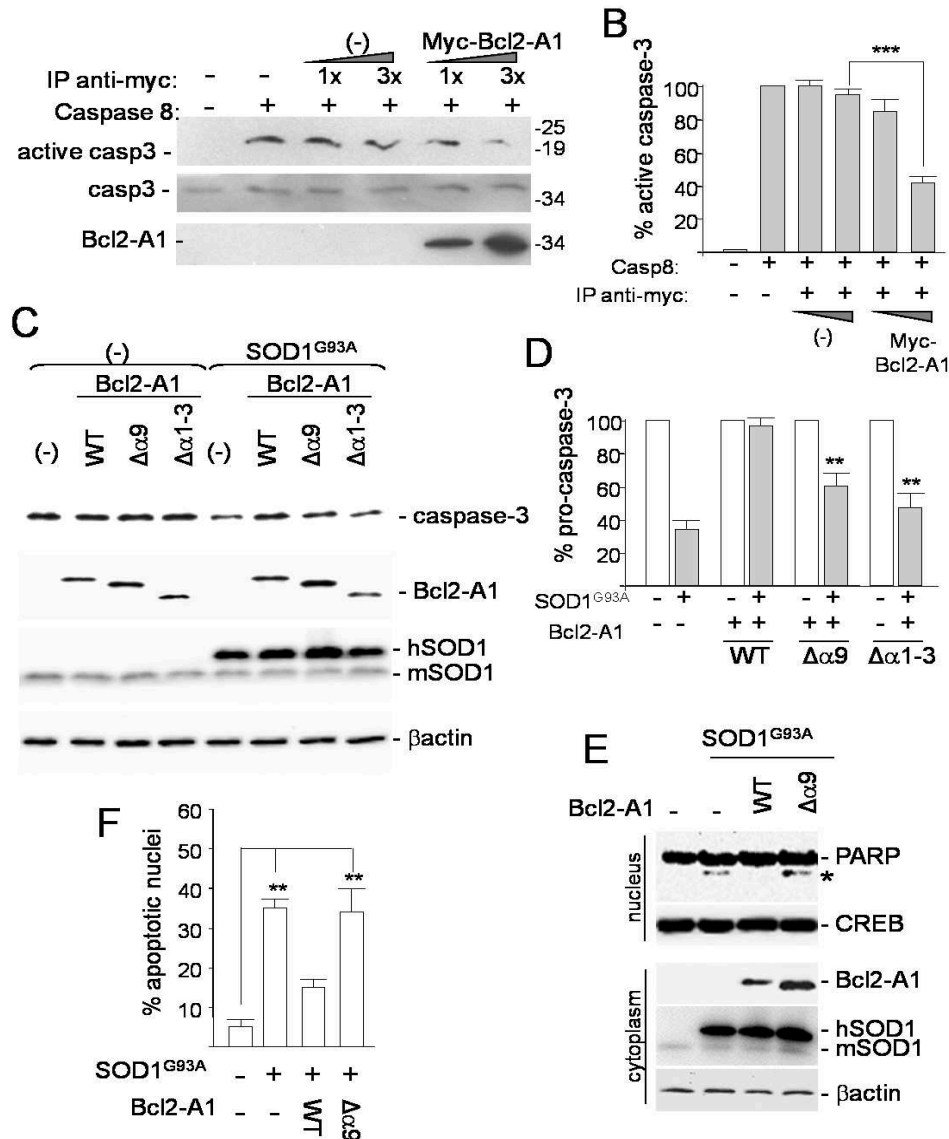 (-) Myc-Bcl2-A1
IP anti-myc: - - 1x 3x 1x 3x
Caspase 8: - + + + + +
active casp3 - -25
-19
casp3 - -34
Bcl2-A1 - -34
B
% active caspase-3
100
80
60
40
20
***
Casp8: - + + + + +
IP anti-myc: - - + + + +
(-) Myc-
Bcl2-A1
C
(-) SOD1G93A
Bcl2-A1 Bcl2-A1
(-) WT Δα9 Δα1-3 (-) WT Δα9 Δα1-3
- caspase-3
- Bcl2-A1
- hSOD1
- mSOD1
- βactin
D
% pro-caspase-3
100
80
60
40
20
** **
SOD1G93A - + - + - + - +
Bcl2-A1 - - + + + + + +
WT Δα9 Δα1-3
E
SOD1G93A
Bcl2-A1 - - WT Δα9
nucleus
- PARP
*
- CREB
cytoplasm
- Bcl2-A1
- hSOD1
- mSOD1
- βactin
F
% apoptotic nuclei
60
50
40
30
20
10
** **
SOD1G93A - + + +
Bcl2-A1 - - WT Δα9